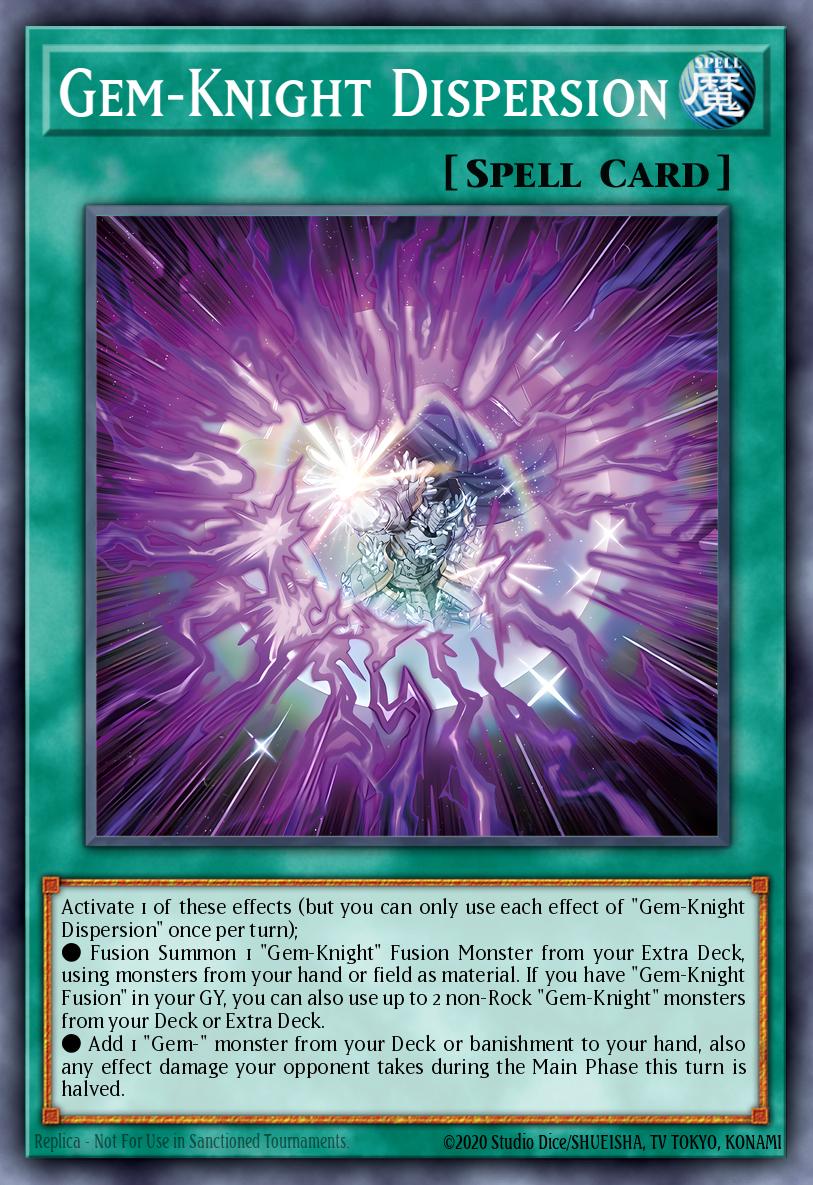 Gem-Knight Dispersion
SPELL
魔
[ Spell Card ]
Activate 1 of these effects (but you can only use each effect of "Gem-Knight
Dispersion" once per turn);
● Fusion Summon 1 "Gem-Knight" Fusion Monster from your Extra Deck,
using monsters from your hand or field as material. If you have "Gem-Knight
Fusion" in your GY, you can also use up to 2 non-Rock "Gem-Knight" monsters
from your Deck or Extra Deck.
● Add 1 "Gem-" monster from your Deck or banishment to your hand, also
any effect damage your opponent takes during the Main Phase this turn is
halved.
Replica - Not For Use in Sanctioned Tournaments.
©2020 Studio Dice/SHUEISHA, TV TOKYO, KONAMI